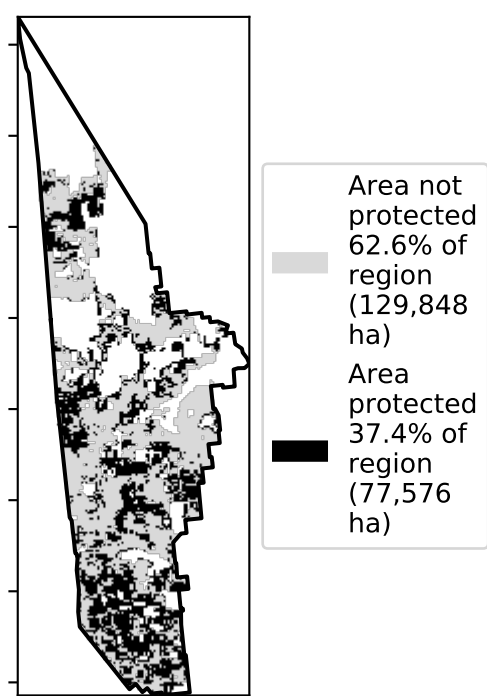 Area not
protected
62.6% of
region
(129,848
ha)
Area
protected
37.4% of
region
(77,576
ha)